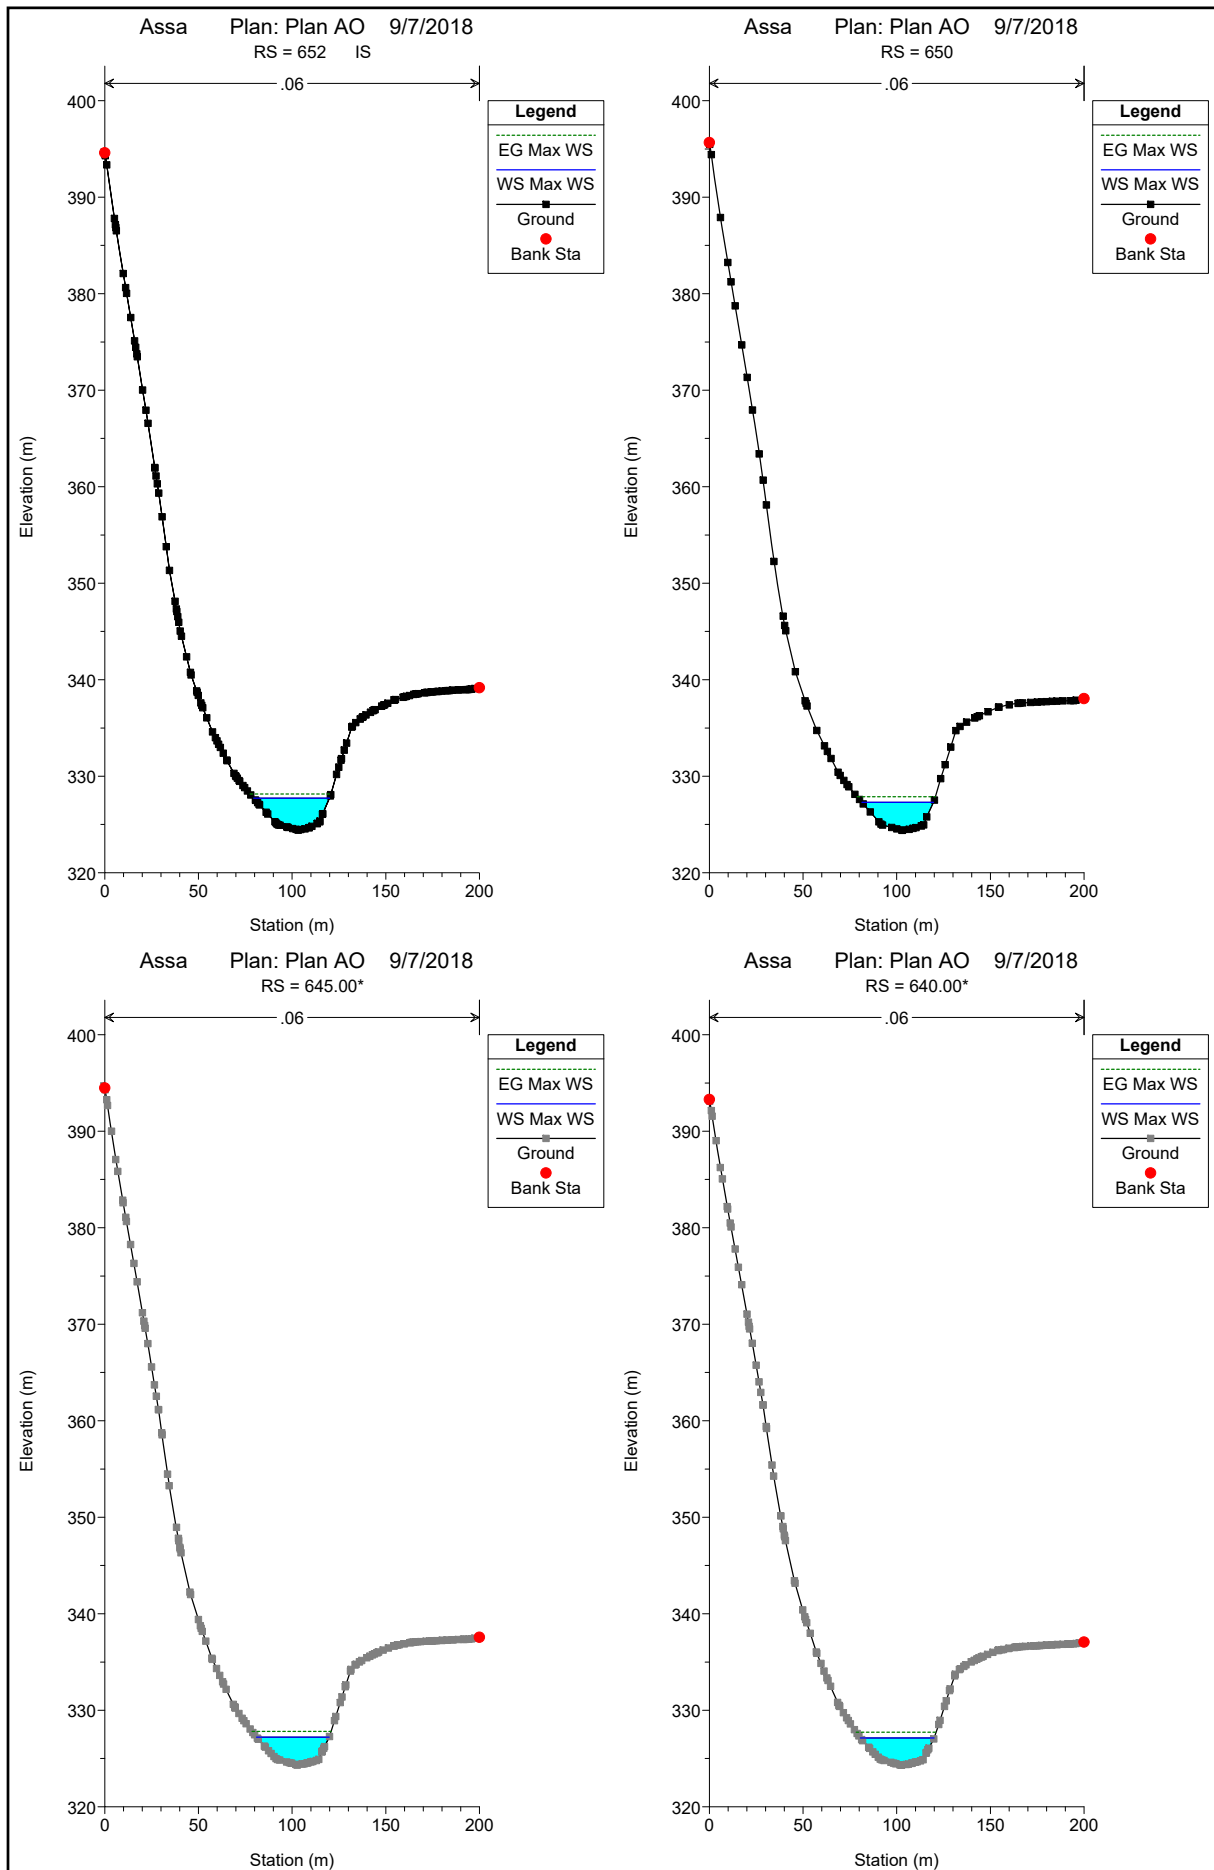 Assa Plan: Plan AO 9/7/2018
RS = 652 IS
.06
Elevation (m)
400
390
380
370
360
350
340
330
320
0 50 100 150 200
Station (m)
Legend
EG Max WS
WS Max WS
Ground
Bank Sta
Assa Plan: Plan AO 9/7/2018
RS = 650
.06
Elevation (m)
400
390
380
370
360
350
340
330
320
0 50 100 150 200
Station (m)
Legend
EG Max WS
WS Max WS
Ground
Bank Sta
Assa Plan: Plan AO 9/7/2018
RS = 645.00*
.06
Elevation (m)
400
390
380
370
360
350
340
330
320
0 50 100 150 200
Station (m)
Legend
EG Max WS
WS Max WS
Ground
Bank Sta
Assa Plan: Plan AO 9/7/2018
RS = 640.00*
.06
Elevation (m)
400
390
380
370
360
350
340
330
320
0 50 100 150 200
Station (m)
Legend
EG Max WS
WS Max WS
Ground
Bank Sta